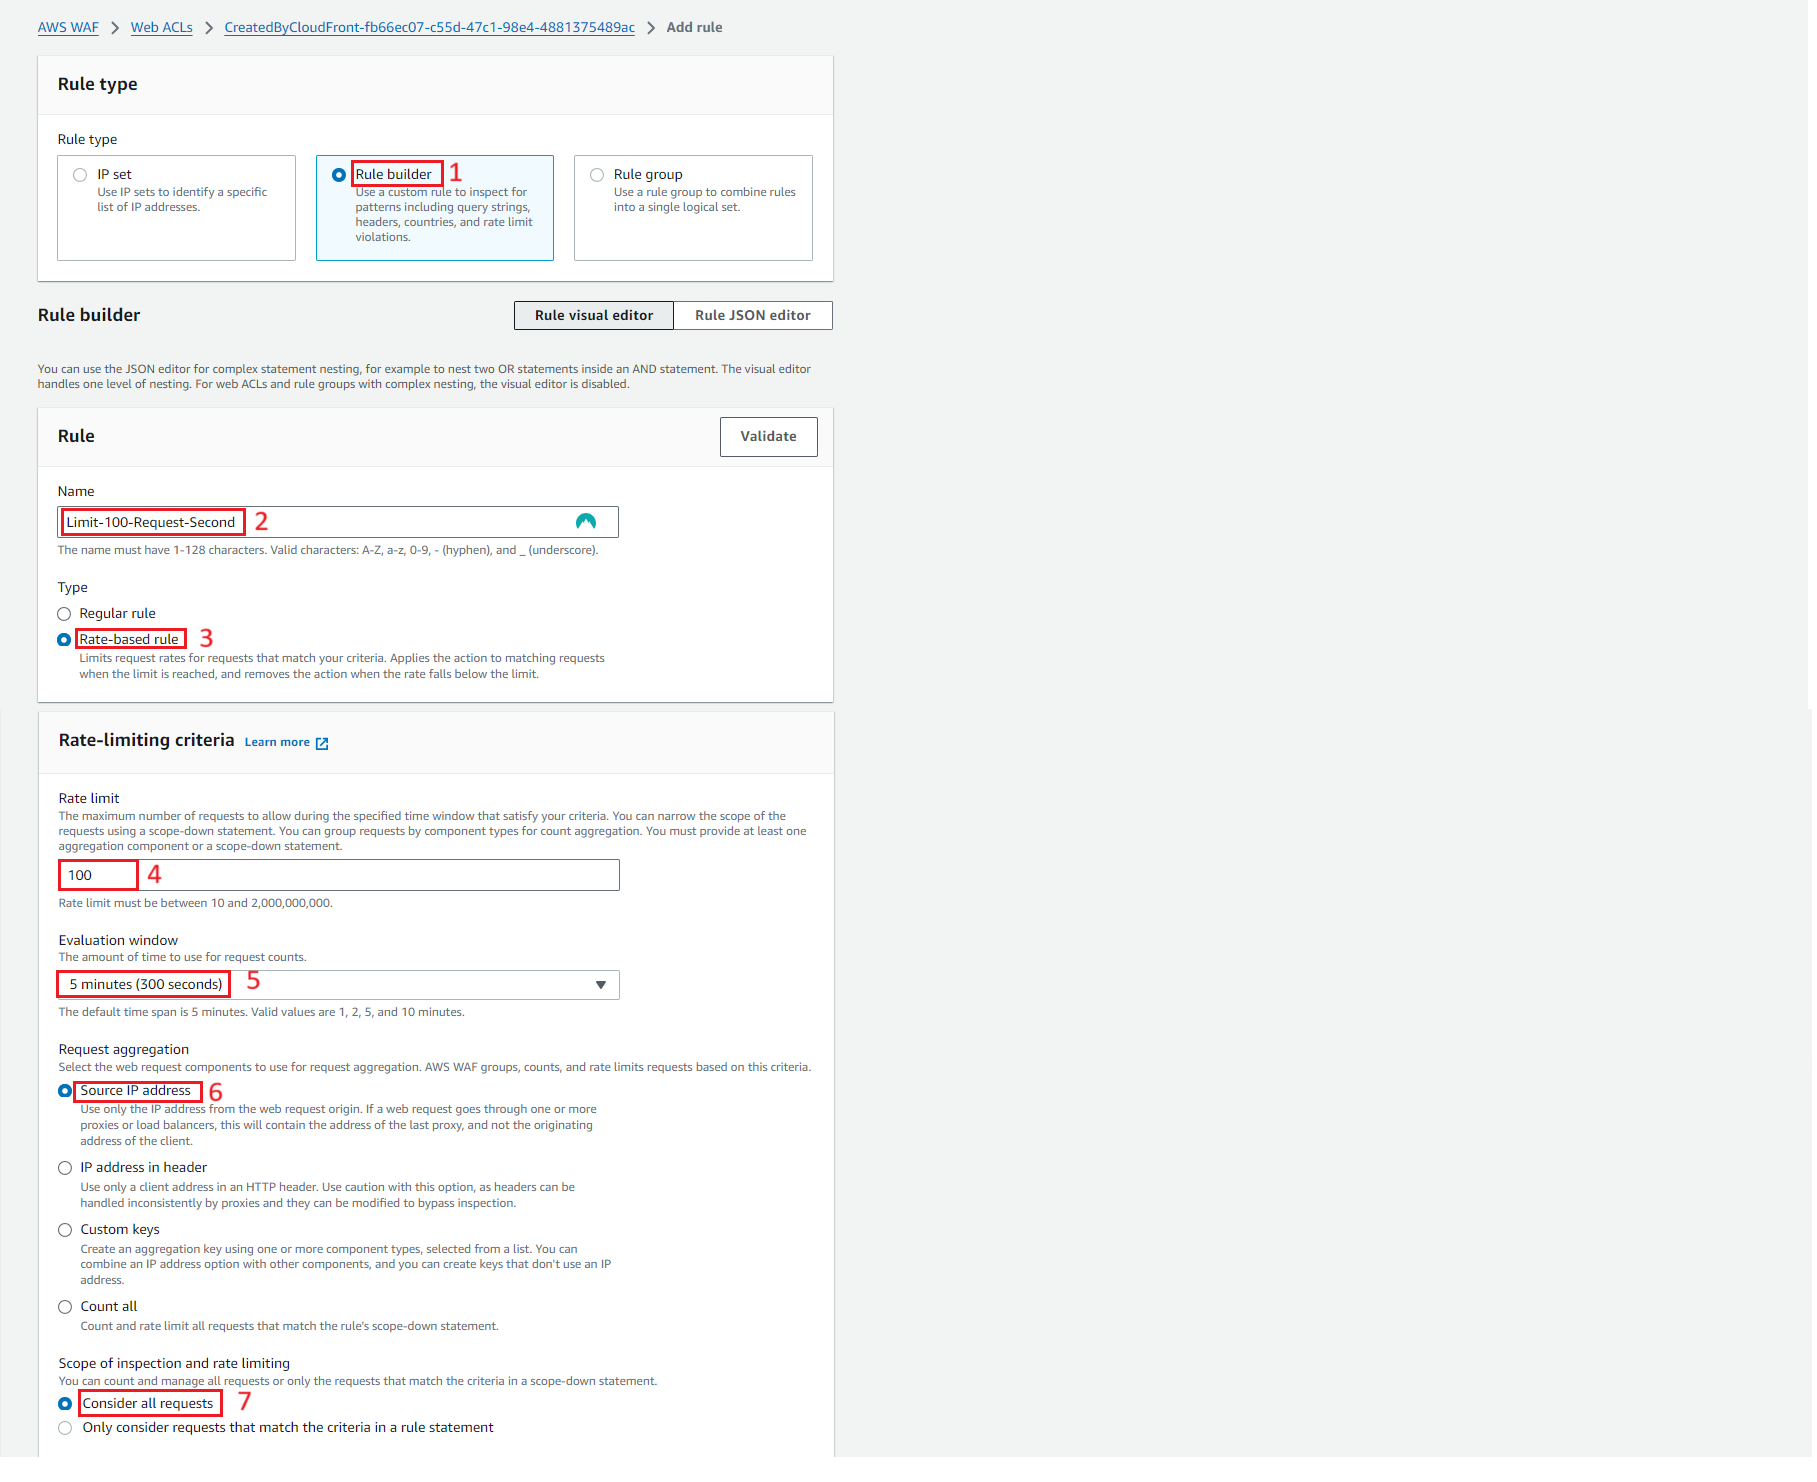 AWS WAF > Web ACLs > CreatedByCloudFront-fb66ec07-c55d-47c1-98e4-4881375489ac > Add rule
Rule type
Rule type
IP set
Use IP sets to identify a specific
list of IP addresses.
Rule builder 1
Use a custom rule to inspect for
patterns including query strings,
headers, countries, and rate limit
violations.
Rule group
Use a rule group to combine rules
into a single logical set.
Rule builder
Rule visual editor
Rule JSON editor
You can use the JSON editor for complex statement nesting, for example to nest two OR statements inside an AND statement. The visual editor
handles one level of nesting. For web ACLs and rule groups with complex nesting, the visual editor is disabled.
Rule
Validate
Name
Limit-100-Request-Second 2
The name must have 1-128 characters. Valid characters: A-Z, a-z, 0-9, - (hyphen), and _ (underscore).
Type
Regular rule
Rate-based rule 3
Limits request rates for requests that match your criteria. Applies the action to matching requests
when the limit is reached, and removes the action when the rate falls below the limit.
Rate-limiting criteria Learn more
Rate limit
The maximum number of requests to allow during the specified time window that satisfy your criteria. You can narrow the scope of the
requests using a scope-down statement. You can group requests by component types for count aggregation. You must provide at least one
aggregation component or a scope-down statement.
100 4
Rate limit must be between 10 and 2,000,000,000.
Evaluation window
The amount of time to use for request counts.
5 minutes (300 seconds) 5
The default time span is 5 minutes. Valid values are 1, 2, 5, and 10 minutes.
Request aggregation
Select the web request components to use for request aggregation. AWS WAF groups, counts, and rate limits requests based on this criteria.
Source IP address 6
Use only the IP address from the web request origin. If a web request goes through one or more
proxies or load balancers, this will contain the address of the last proxy, and not the originating
address of the client.
IP address in header
Use only a client address in an HTTP header. Use caution with this option, as headers can be
handled inconsistently by proxies and they can be modified to bypass inspection.
Custom keys
Create an aggregation key using one or more component types, selected from a list. You can
combine an IP address option with other components, and you can create keys that don't use an IP
address.
Count all
Count and rate limit all requests that match the rule's scope-down statement.
Scope of inspection and rate limiting
You can count and manage all requests or only the requests that match the criteria in a scope-down statement.
Consider all requests 7
Only consider requests that match the criteria in a rule statement